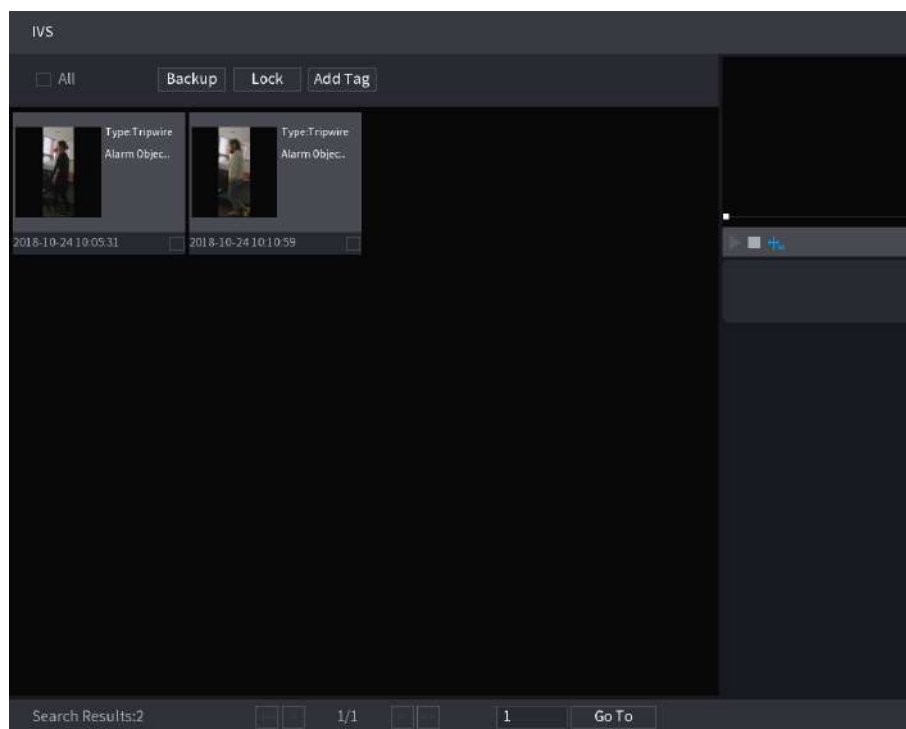 IVS
All Backup Lock Add Tag
Type:Tripwire
Alarm Objec..
2018-10-24 10:05:31
Type:Tripwire
Alarm Objec..
2018-10-24 10:10:59
Search Results:2 1/1 1 Go To